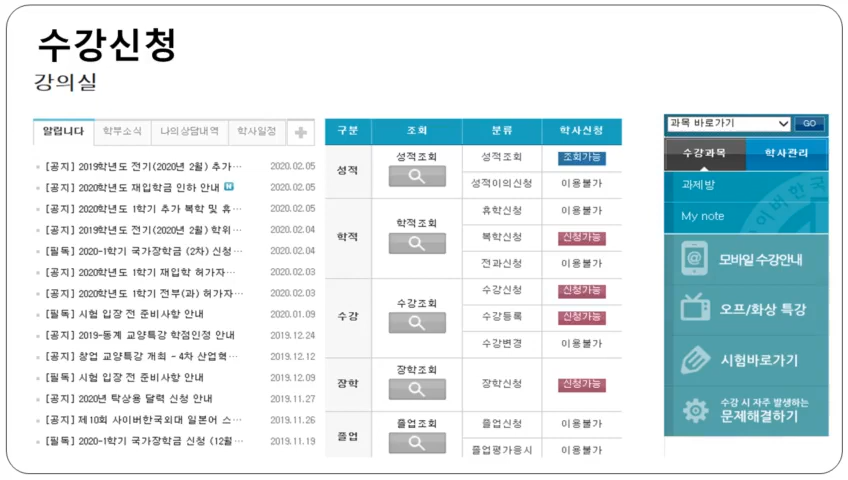 수강신청
강의실
알립니다 학부소식 나의상담내역 학사일정
[공지] 2019학년도 전기(2020년 2월) 추가··· 2020.02.05
[공지] 2020학년도 재입학금 인하 안내 N 2020.02.05
[공지] 2020학년도 1학기 추가 복학 및 휴··· 2020.02.05
[공지] 2019학년도 전기(2020년 2월) 학위··· 2020.02.04
[필독] 2020-1학기 국가장학금 (2차) 신청··· 2020.02.04
[공지] 2020학년도 1학기 재입학 허가자··· 2020.02.03
[공지] 2020학년도 1학기 전부(과) 허가자··· 2020.02.03
[필독] 시험 입장 전 준비사항 안내 2020.01.09
[공지] 2019-동계 교양특강 학점인정 안내 2019.12.24
[공지] 창업 교양특강 개최 - 4차 산업혁··· 2019.12.12
[필독] 시험 입장 전 준비사항 안내 2019.12.09
[공지] 2020년 탁상용 달력 신청 안내 2019.11.27
[공지] 제10회 사이버한국외대 일본어 스··· 2019.11.26
[필독] 2020-1학기 국가장학금 신청 (12월··· 2019.11.19
구분 조회 분류 학사신청
성적 성적조회 성적조회 조회가능
성적이의신청 이용불가
학적 학적조회 휴학신청 이용불가
복학신청 신청가능
전과신청 이용불가
수강 수강조회 수강신청 신청가능
수강등록 신청가능
수강변경 이용불가
장학 장학조회 장학신청 신청가능
졸업 졸업조회 졸업신청 이용불가
졸업평가응시 이용불가
과목 바로가기 GO
수강과목 학사관리
과제방
My note
모바일 수강안내
오프/화상 특강
시험바로가기
수강 시 자주 발생하는
문제해결하기